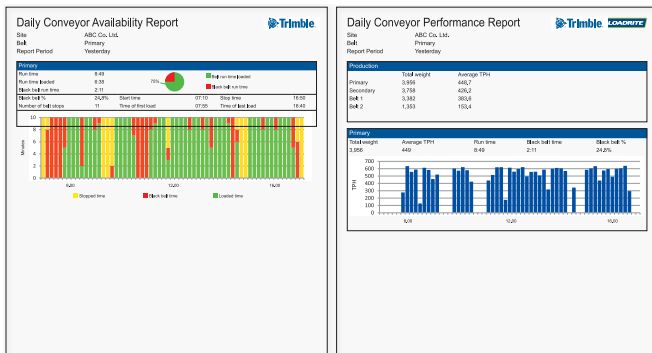 Daily Conveyor Availability Report
Trimble
Site ABC Co. Ltd.
Belt Primary
Report Period Yesterday
Primary
Run time 8:49
Run time loaded 6:38
Black belt run time 2:11
75%
Belt run time loaded
Black belt run time
Black belt % 24,8% Start time 07:10 Stop time 16:50
Number of belt stops 11 Time of first load 07:55 Time of last load 16:40
Minutes
10
8
6
4
2
0
8,00 12,00 16,00
Stopped time Black belt time Loaded time
Daily Conveyor Performance Report
Trimble LOADRITE
Site ABC Co. Ltd.
Belt Primary
Report Period Yesterday
Production
Total weight Average TPH
Primary 3,956 448,7
Secondary 3,758 426,2
Belt 1 3,382 383,6
Belt 2 1,353 153,4
Primary
Total weight Average TPH Run time Black belt time Black belt %
3,956 449 8:49 2:11 24,8%
TPH
700
600
500
400
300
200
100
0
8,00 12,00 16,00